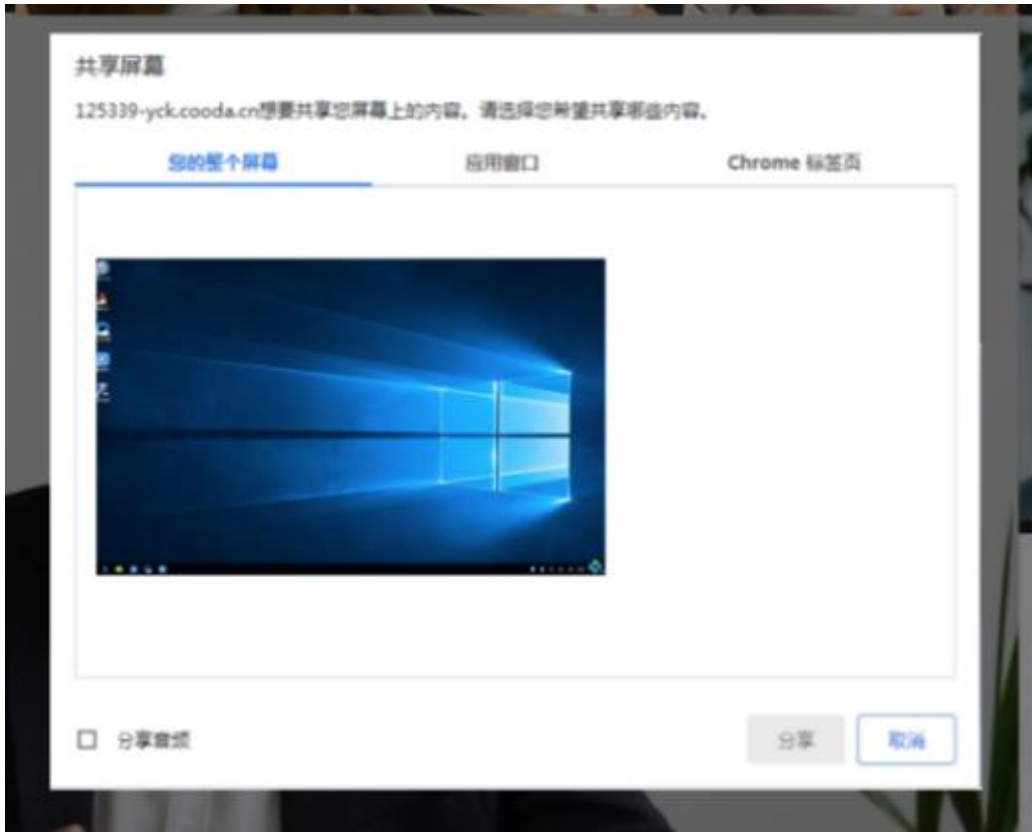 共享屏幕
125339-yck.cooda.cn想要共享您屏幕上的内容。请选择您希望共享哪些内容。
您的整个屏幕
应用窗口
Chrome 标签页
分享音频
分享
取消